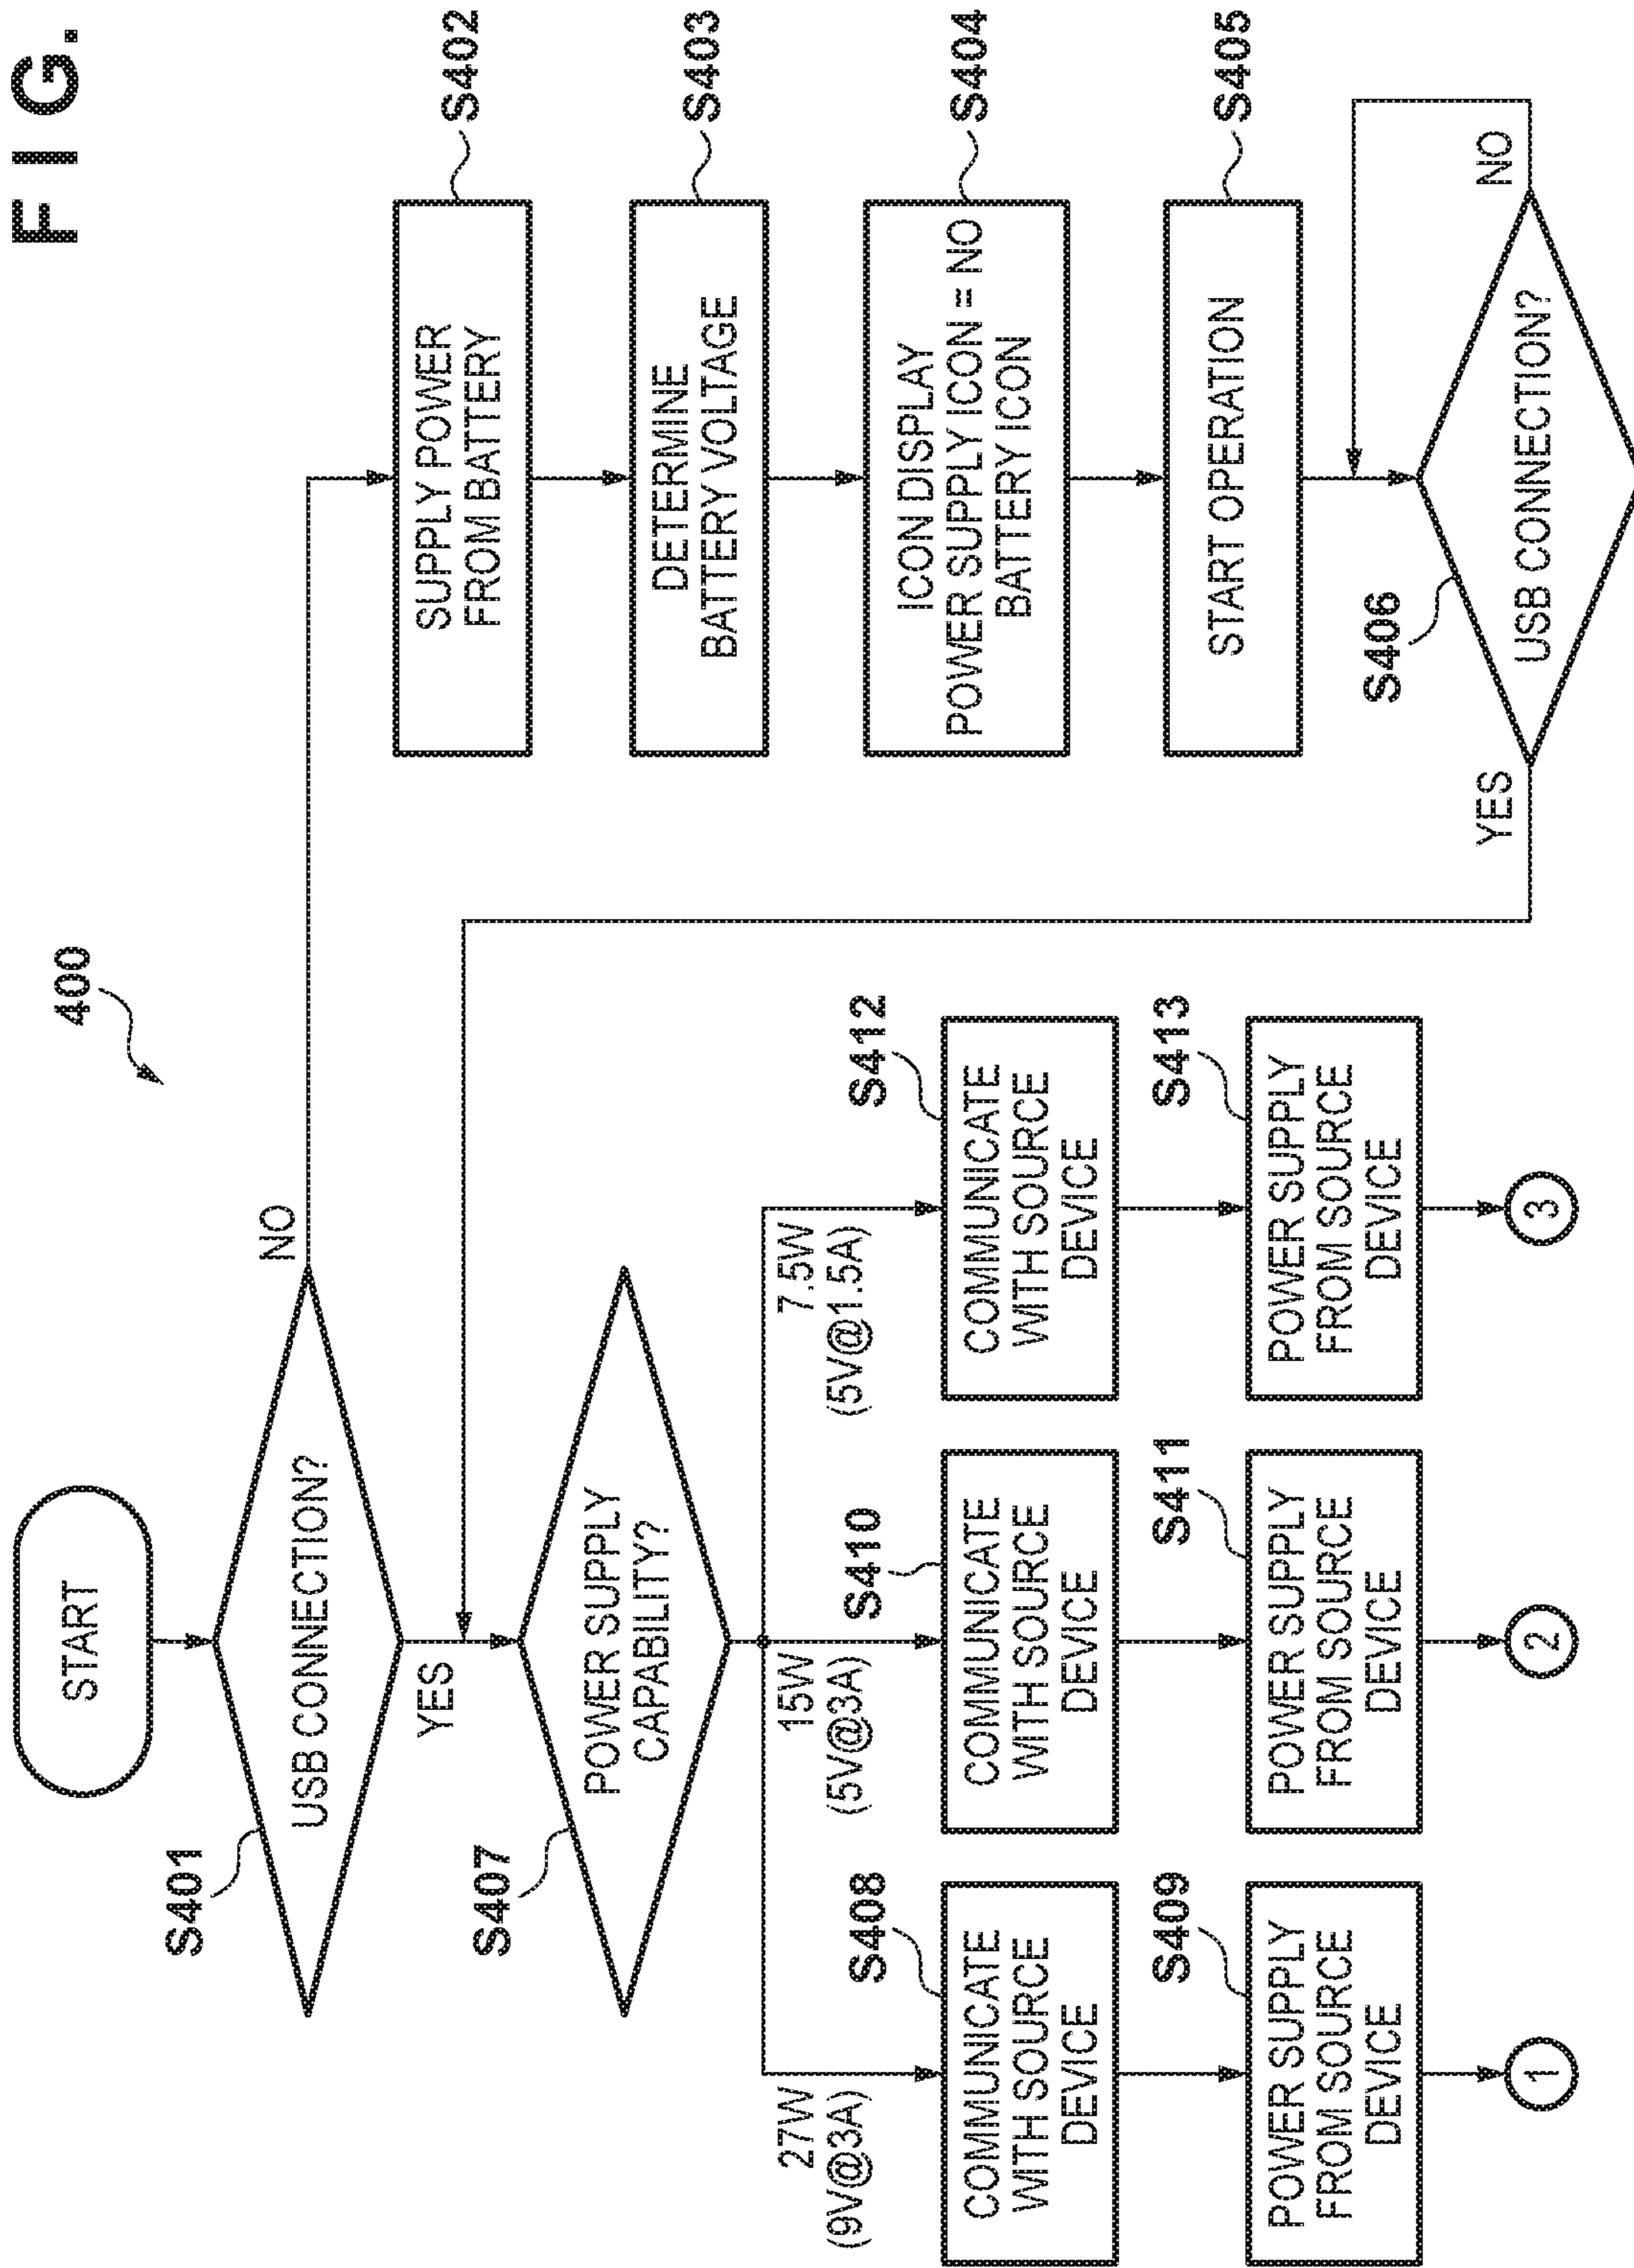 FIG.
400
START
S401
USB CONNECTION?
NO
YES
S402
SUPPLY POWER
FROM BATTERY
S403
DETERMINE
BATTERY VOLTAGE
S404
ICON DISPLAY
POWER SUPPLY ICON = NO
BATTERY ICON
S405
START OPERATION
S406
USB CONNECTION?
NO
YES
S407
POWER SUPPLY
CAPABILITY?
27W
(9V@3A)
15W
(5V@3A)
7.5W
(5V@1.5A)
S408
COMMUNICATE
WITH SOURCE
DEVICE
S410
COMMUNICATE
WITH SOURCE
DEVICE
S412
COMMUNICATE
WITH SOURCE
DEVICE
S409
POWER SUPPLY
FROM SOURCE
DEVICE
S411
POWER SUPPLY
FROM SOURCE
DEVICE
S413
POWER SUPPLY
FROM SOURCE
DEVICE
1
2
3